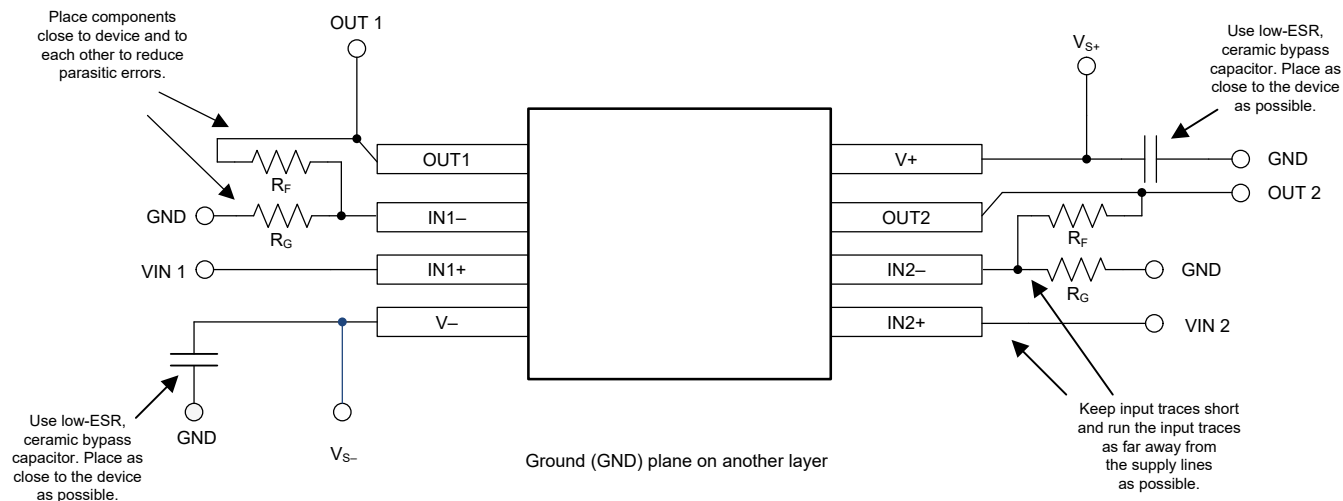 Place components
close to device and to
each other to reduce
parasitic errors.
OUT 1
VS+
Use low-ESR,
ceramic bypass
capacitor. Place as
close to the device
as possible.
OUT1
V+
GND
RF
OUT 2
GND
IN1–
OUT2
RG
RF
VIN 1
IN1+
IN2–
GND
RG
V–
IN2+
VIN 2
Use low-ESR,
ceramic bypass
capacitor. Place as
close to the device
as possible.
GND
VS–
Ground (GND) plane on another layer
Keep input traces short
and run the input traces
as far away from
the supply lines
as possible.